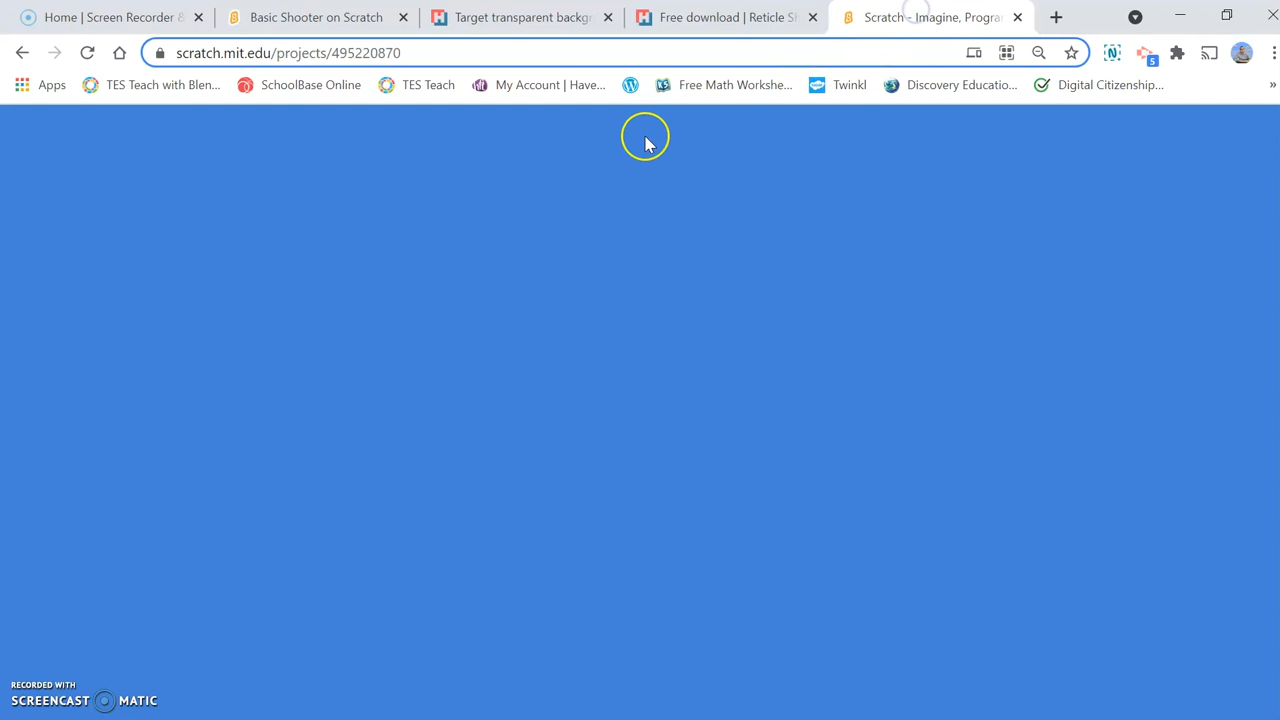 Home | Screen Recorder &
Basic Shooter on Scratch
Target transparent backg
Free download | Reticle Sh
Scratch - Imagine, Progra
scratch.mit.edu/projects/495220870
5
Apps
TES Teach with Blen...
SchoolBase Online
TES Teach
My Account | Have...
Free Math Workshe...
Twinkl
Discovery Educatio...
Digital Citizenship...
»
RECORDED WITH
SCREENCAST MATIC